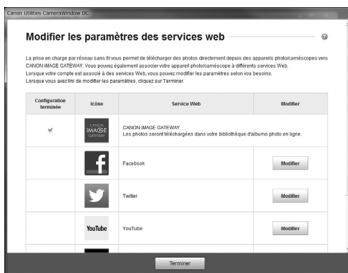 Canon Utilities CameraWindow DC
Modifier les paramètres des services web
La prise en charge par réseau sans fil vous permet de télécharger des photos directement depuis des appareils photo/caméscopes vers
CANON iMAGE GATEWAY. Vous pouvez également associer votre appareil photo/caméscope à différents services Web.
Lorsque votre compte est associé à des services Web, vous pouvez modifier les paramètres selon vos besoins.
Lorsque vous avez fini de modifier les paramètres, cliquez sur Terminer.
Configuration terminée Icône Service Web Modifier
CANON iMAGE GATEWAY
CANON iMAGE GATEWAY
Les photos seront téléchargées dans votre bibliothèque d'albums photo en ligne.
Facebook Modifier
Twitter Modifier
YouTube YouTube Modifier
Terminer